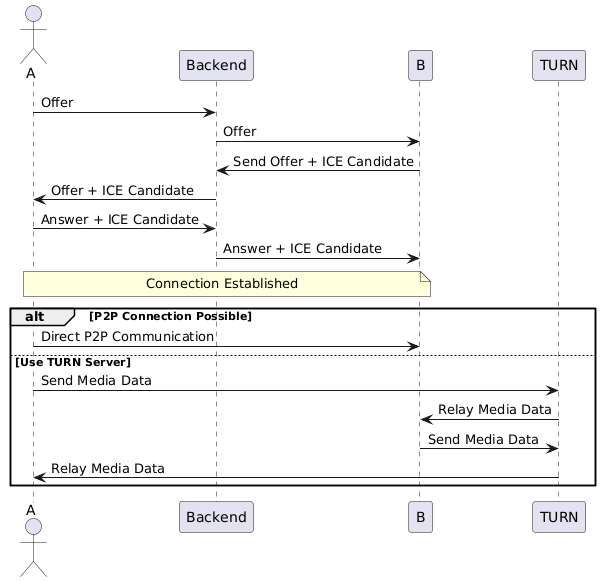 A
Backend
B
TURN
Offer
Offer
Send Offer + ICE Candidate
Offer + ICE Candidate
Answer + ICE Candidate
Answer + ICE Candidate
Connection Established
alt [P2P Connection Possible]
Direct P2P Communication
[Use TURN Server]
Send Media Data
Relay Media Data
Send Media Data
Relay Media Data
A
Backend
B
TURN